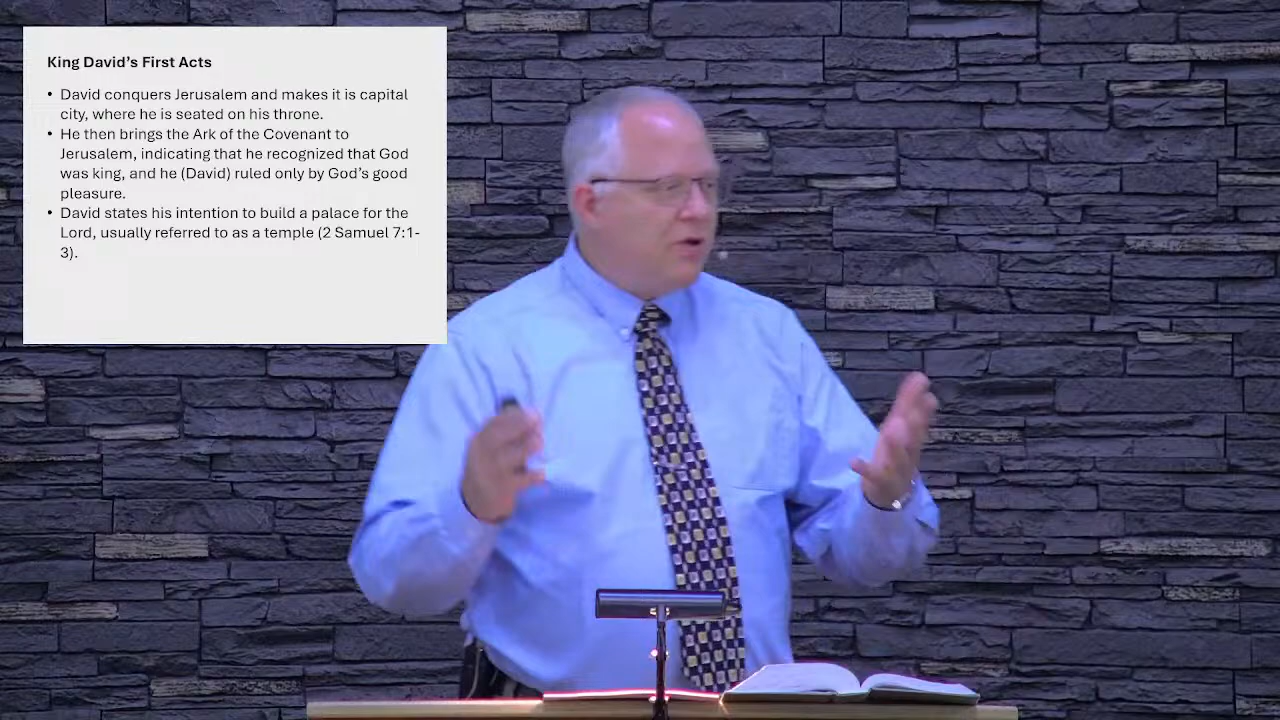 King David’s First Acts
• David conquers Jerusalem and makes it is capital
city, where he is seated on his throne.
• He then brings the Ark of the Covenant to
Jerusalem, indicating that he recognized that God
was king, and he (David) ruled only by God’s good
pleasure.
• David states his intention to build a palace for the
Lord, usually referred to as a temple (2 Samuel 7:1-
3).